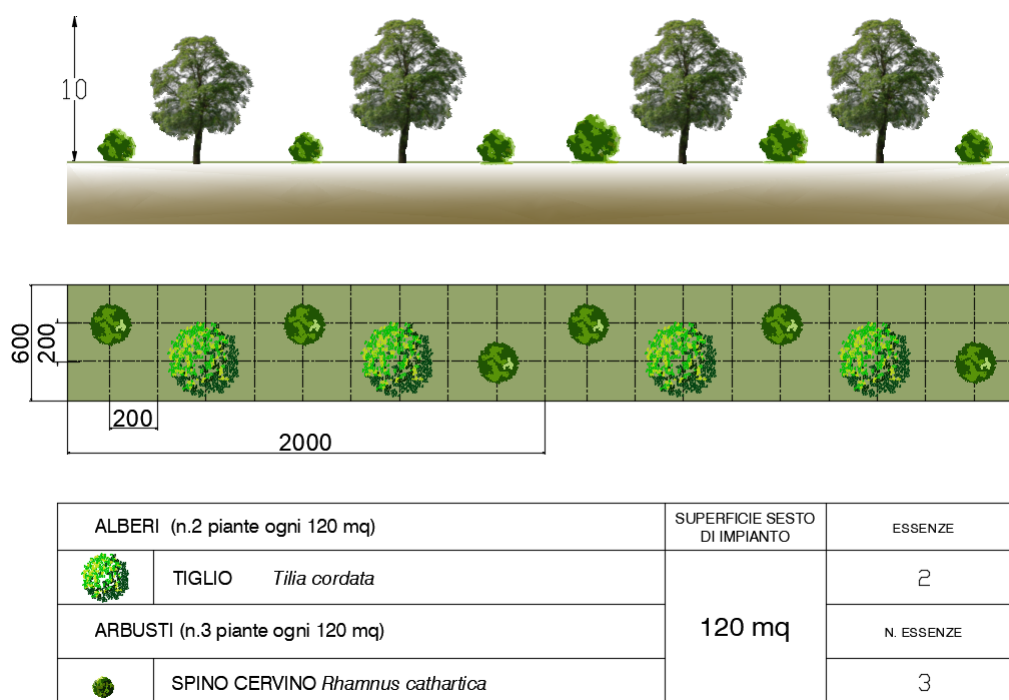 10
600
200
200
2000
ALBERI (n.2 piante ogni 120 mq)
SUPERFICIE SESTO
DI IMPIANTO
ESSENZE
TIGLIO Tilia cordata
2
ARBUSTI (n.3 piante ogni 120 mq)
120 mq
N. ESSENZE
SPINO CERVINO Rhamnus cathartica
3